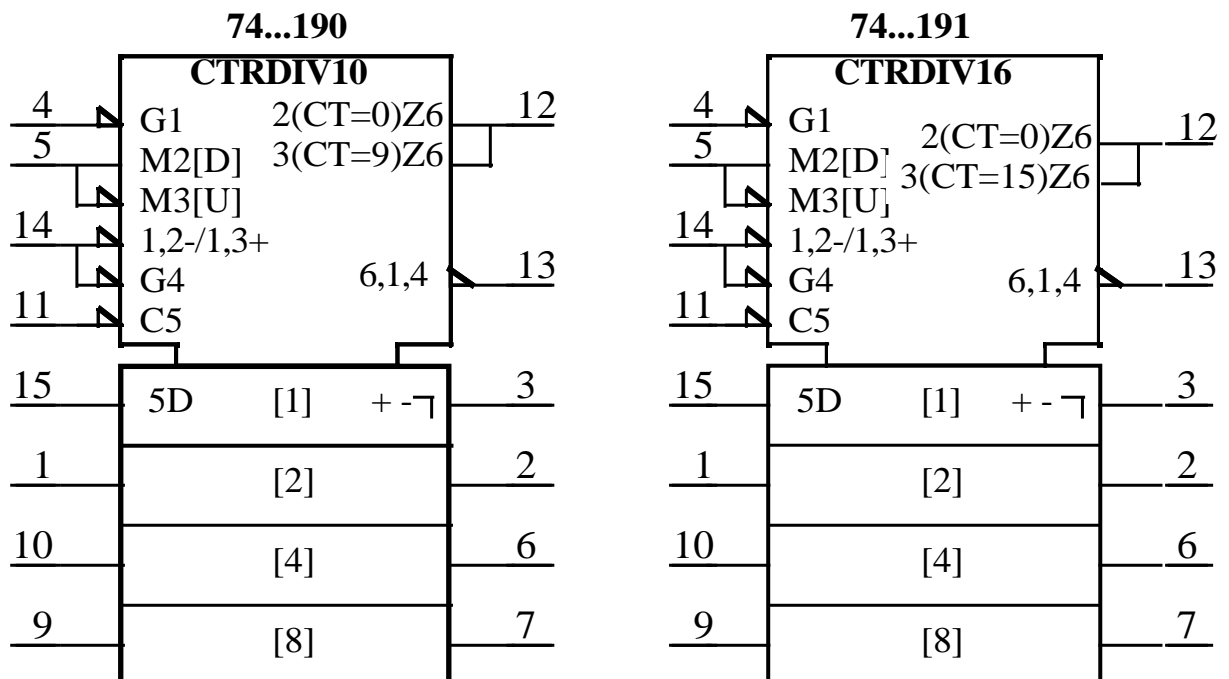 74...190
CTRDIV10
4 G1 2(CT=0)Z6 12
5 M2[D] 3(CT=9)Z6
M3[U]
14 1,2-/1,3+
G4 6,1,4 13
11 C5
15 5D [1] + - 3
1 [2] 2
10 [4] 6
9 [8] 7
74...191
CTRDIV16
4 G1
5 M2[D] 2(CT=0)Z6 12
M3[U] 3(CT=15)Z6
14 1,2-/1,3+
G4 6,1,4 13
11 C5
15 5D [1] + - 3
1 [2] 2
10 [4] 6
9 [8] 7